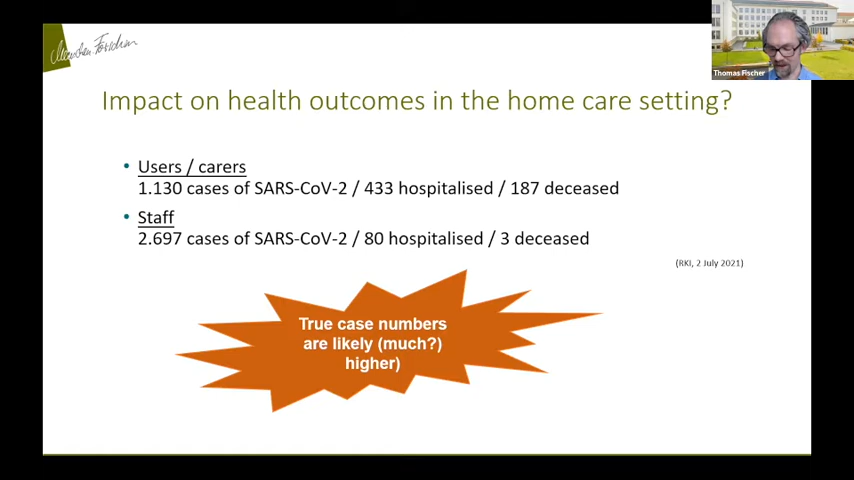 Thomas Fischer
Impact on health outcomes in the home care setting?
• Users / carers
1.130 cases of SARS-CoV-2 / 433 hospitalised / 187 deceased
• Staff
2.697 cases of SARS-CoV-2 / 80 hospitalised / 3 deceased
(RKI, 2 July 2021)
True case numbers
are likely (much?)
higher)